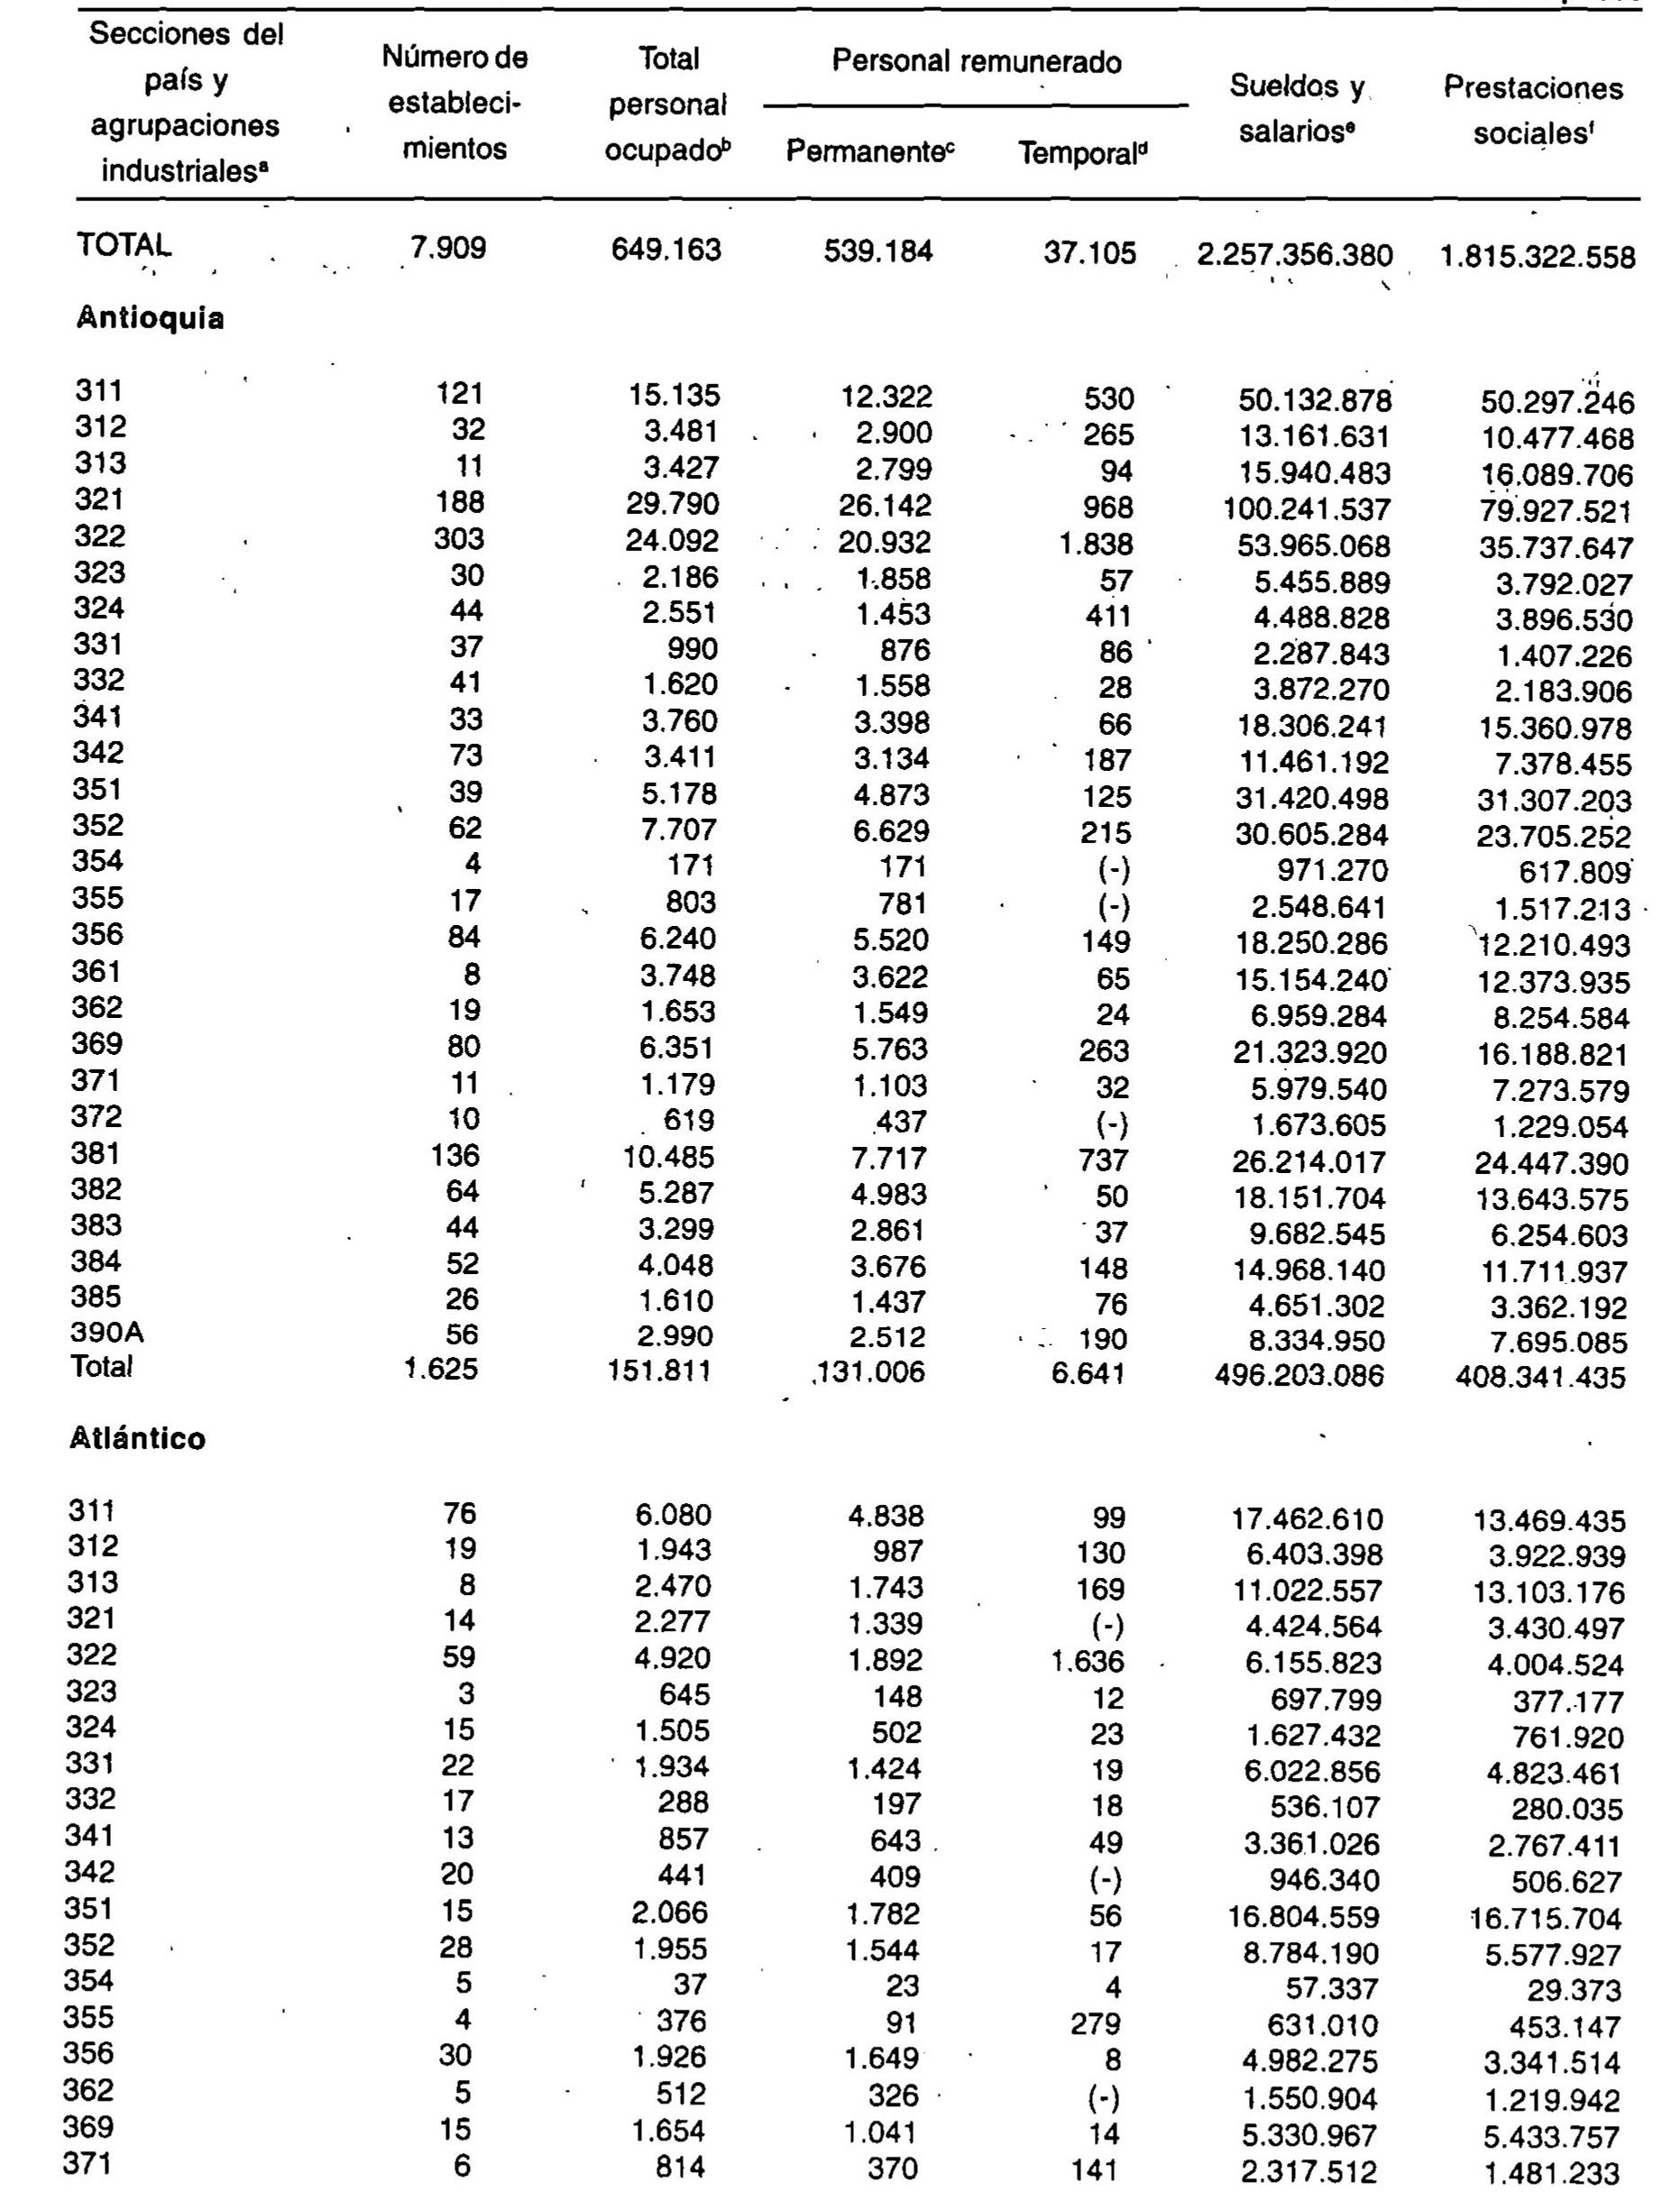 Secciones del país y agrupaciones industrialesᵃ Número de estableci- mientos Total personal ocupadoᵇ Personal remunerado Permanenteᶜ Temporalᵈ Sueldos y salariosᵉ Prestaciones socialesᶠ
TOTAL 7.909 649.163 539.184 37.105 2.257.356.380 1.815.322.558
Antioquia
311 121 15.135 12.322 530 50.132.878 50.297.246
312 32 3.481 2.900 265 13.161.631 10.477.468
313 11 3.427 2.799 94 15.940.483 16.089.706
321 188 29.790 26.142 968 100.241.537 79.927.521
322 303 24.092 20.932 1.838 53.965.068 35.737.647
323 30 2.186 1.858 57 5.455.889 3.792.027
324 44 2.551 1.453 411 4.488.828 3.896.530
331 37 990 876 86 2.287.843 1.407.226
332 41 1.620 1.558 28 3.872.270 2.183.906
341 33 3.760 3.398 66 18.306.241 15.360.978
342 73 3.411 3.134 187 11.461.192 7.378.455
351 39 5.178 4.873 125 31.420.498 31.307.203
352 62 7.707 6.629 215 30.605.284 23.705.252
354 4 171 171 (-) 971.270 617.809
355 17 803 781 (-) 2.548.641 1.517.213
356 84 6.240 5.520 149 18.250.286 12.210.493
361 8 3.748 3.622 65 15.154.240 12.373.935
362 19 1.653 1.549 24 6.959.284 8.254.584
369 80 6.351 5.763 263 21.323.920 16.188.821
371 11 1.179 1.103 32 5.979.540 7.273.579
372 10 619 437 (-) 1.673.605 1.229.054
381 136 10.485 7.717 737 26.214.017 24.447.390
382 64 5.287 4.983 50 18.151.704 13.643.575
383 44 3.299 2.861 37 9.682.545 6.254.603
384 52 4.048 3.676 148 14.968.140 11.711.937
385 26 1.610 1.437 76 4.651.302 3.362.192
390A 56 2.990 2.512 190 8.334.950 7.695.085
Total 1.625 151.811 131.006 6.641 496.203.086 408.341.435
Atlántico
311 76 6.080 4.838 99 17.462.610 13.469.435
312 19 1.943 987 130 6.403.398 3.922.939
313 8 2.470 1.743 169 11.022.557 13.103.176
321 14 2.277 1.339 (-) 4.424.564 3.430.497
322 59 4.920 1.892 1.636 6.155.823 4.004.524
323 3 645 148 12 697.799 377.177
324 15 1.505 502 23 1.627.432 761.920
331 22 1.934 1.424 19 6.022.856 4.823.461
332 17 288 197 18 536.107 280.035
341 13 857 643 49 3.361.026 2.767.411
342 20 441 409 (-) 946.340 506.627
351 15 2.066 1.782 56 16.804.559 16.715.704
352 28 1.955 1.544 17 8.784.190 5.577.927
354 5 37 23 4 57.337 29.373
355 4 376 91 279 631.010 453.147
356 30 1.926 1.649 8 4.982.275 3.341.514
362 5 512 326 (-) 1.550.904 1.219.942
369 15 1.654 1.041 14 5.330.967 5.433.757
371 6 814 370 141 2.317.512 1.481.233